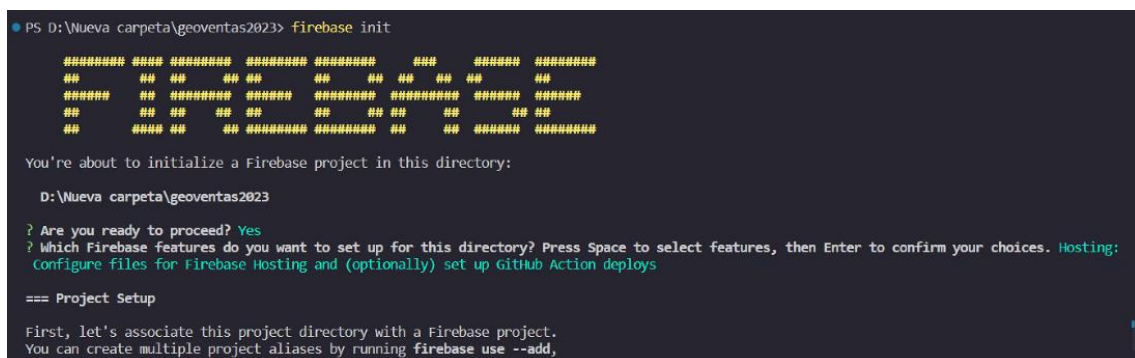 PS D:\Nueva carpeta\geoventas2023> firebase init
FIREBASE
You're about to initialize a Firebase project in this directory:
D:\Nueva carpeta\geoventas2023
? Are you ready to proceed? Yes
? Which Firebase features do you want to set up for this directory? Press Space to select features, then Enter to confirm your choices. Hosting:
Configure files for Firebase Hosting and (optionally) set up GitHub Action deploys
=== Project Setup
First, let's associate this project directory with a Firebase project.
You can create multiple project aliases by running firebase use --add,